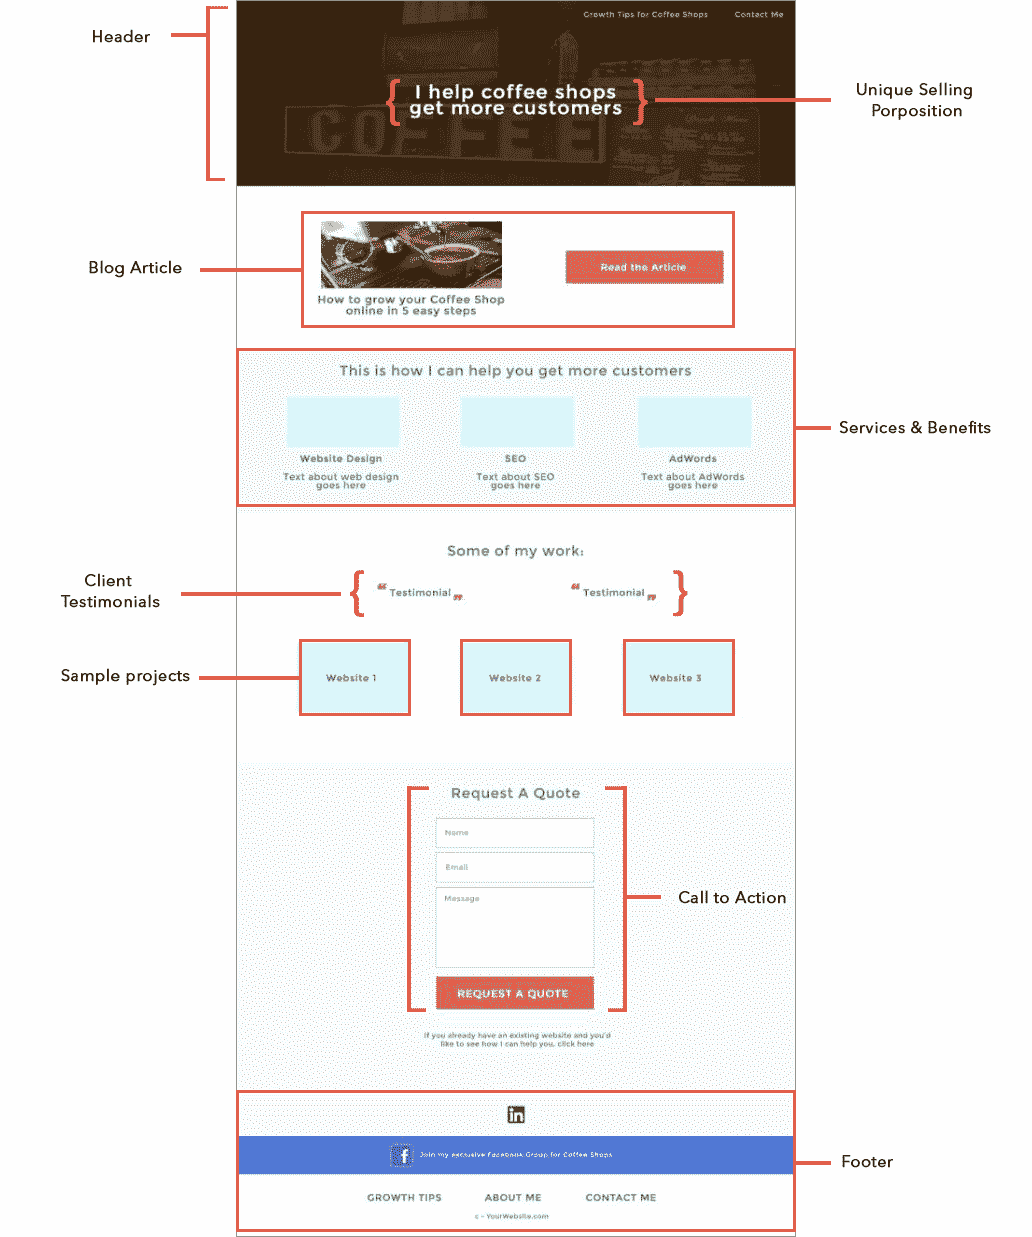 Growth Tips for Coffee Shops
Contact Me
Header
I help coffee shops
get more customers
Unique Selling
Porposition
COFFEE
Blog Article
Read the Article
How to grow your Coffee Shop
online in 5 easy steps
This is how I can help you get more customers
Services & Benefits
Website Design
SEO
AdWords
Text about web design
goes here
Text about SEO
goes here
Text about AdWords
goes here
Some of my work:
Client
Testimonials
“ Testimonial ”
“ Testimonial ”
Sample projects
Website 1
Website 2
Website 3
Request A Quote
Name
Email
Message
Call to Action
REQUEST A QUOTE
If you already have an existing website and you'd
like to see how I can help you, click here
in
f
Join my exclusive Facebook Group for Coffee Shops
Footer
GROWTH TIPS
ABOUT ME
CONTACT ME
c - YourWebsite.com